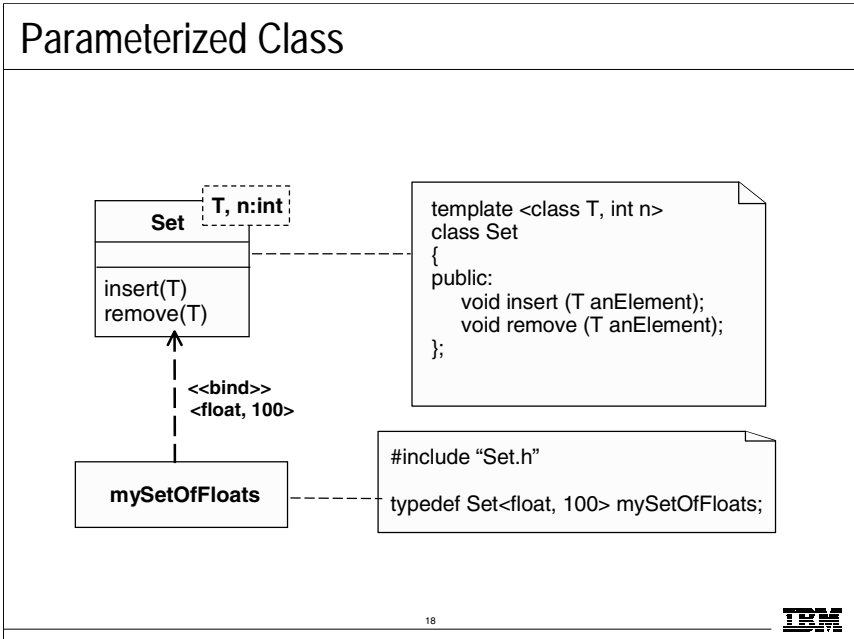 Parameterized Class
T, n:int
Set
insert(T)
remove(T)
template <class T, int n>
class Set
{
public:
void insert (T anElement);
void remove (T anElement);
};
<<bind>>
<float, 100>
mySetOfFloats
#include “Set.h”
typedef Set<float, 100> mySetOfFloats;
18
IBM